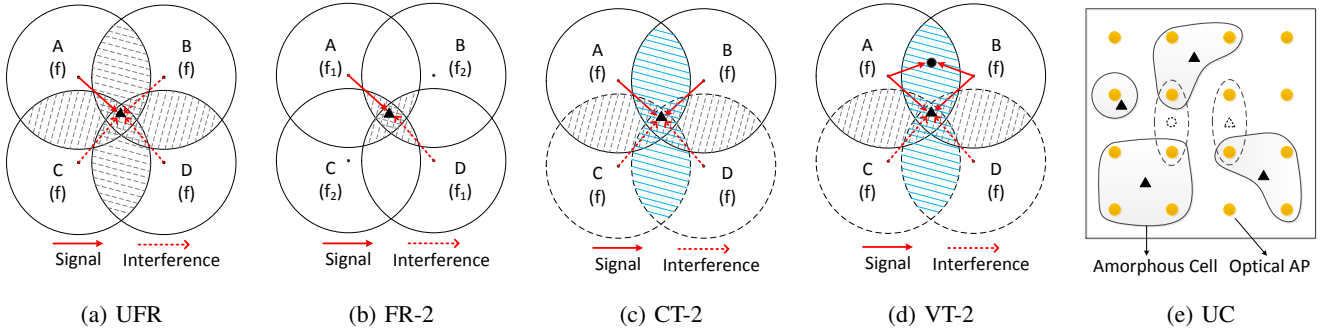 A
(f)
B
(f)
C
(f)
D
(f)
Signal
Interference
(a) UFR
A
(f₁)
B
(f₂)
C
(f₂)
D
(f₁)
Signal
Interference
(b) FR-2
A
(f)
B
(f)
C
(f)
D
(f)
Signal
Interference
(c) CT-2
A
(f)
B
(f)
C
(f)
D
(f)
Signal
Interference
(d) VT-2
Amorphous Cell
Optical AP
(e) UC